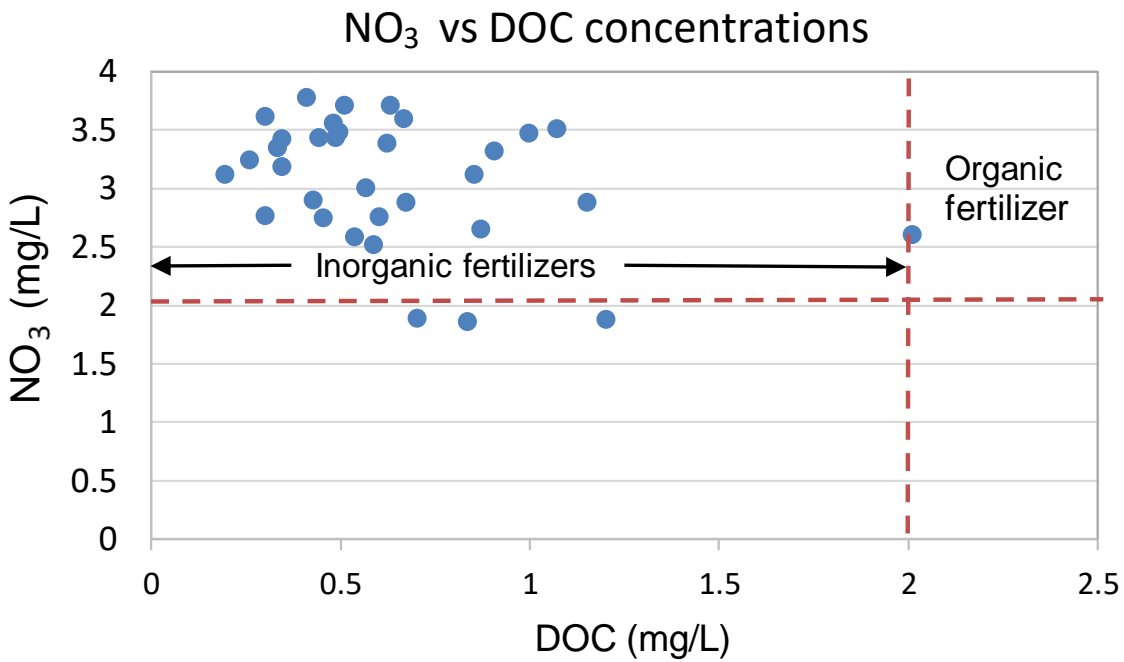 NO₃ vs DOC concentrations
NO₃ (mg/L)
4
3.5
3
2.5
2
1.5
1
0.5
0
Organic
fertilizer
Inorganic fertilizers
0 0.5 1 1.5 2 2.5
DOC (mg/L)